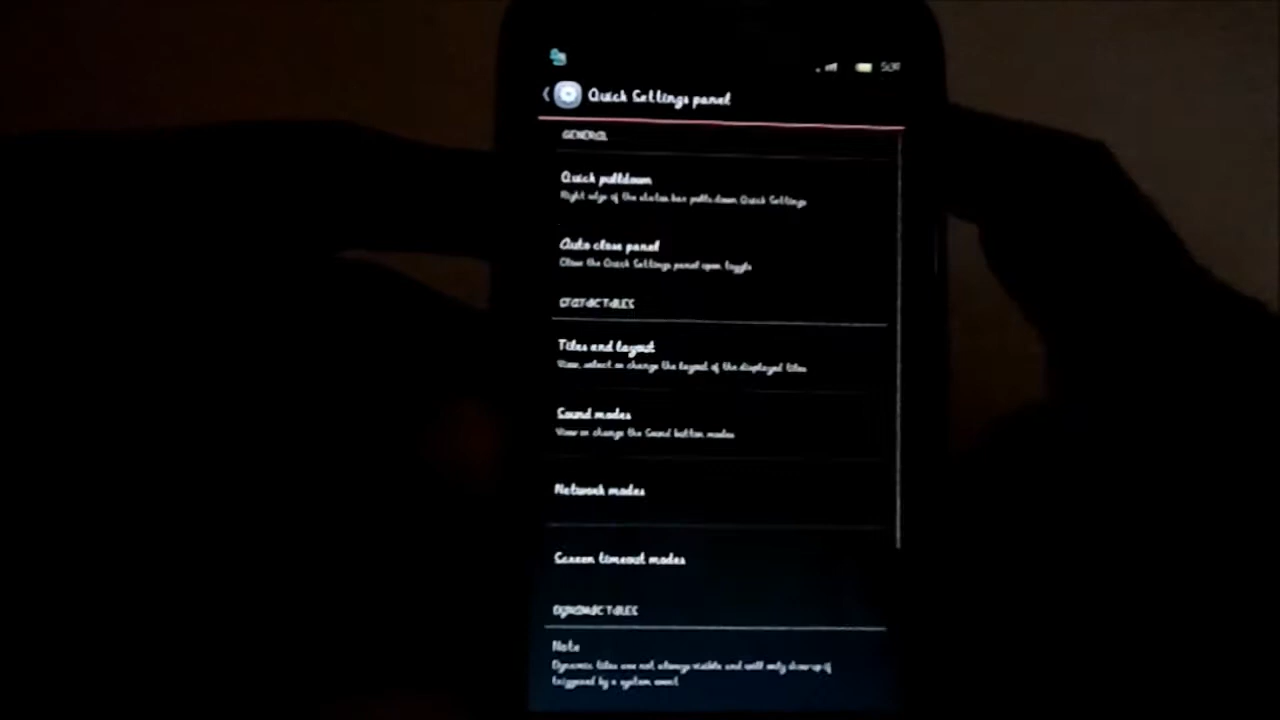 Quick Settings panel
GENERAL
Quick pulldown
Right edge of the status bar pulls down Quick Settings
Auto close panel
Close the Quick Settings panel upon toggle
STATIC TILES
Tiles and layout
View, select or change the layout of the displayed tiles
Sound modes
View or change the Sound button modes
Network modes
Screen timeout modes
DYNAMIC TILES
Note
Dynamic tiles are not always visible and will only show up if
triggered by a system event